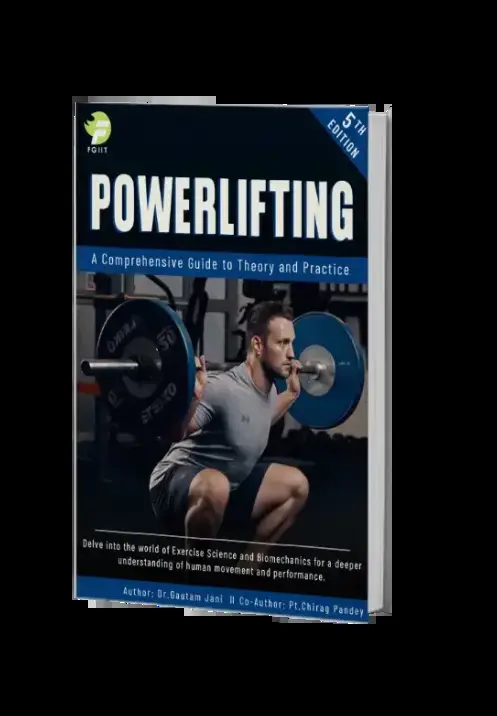 FGIIT
5TH
EDITION
POWERLIFTING
A Comprehensive Guide to Theory and Practice
50
Delve into the world of Exercise Science and Biomechanics for a deeper
understanding of human movement and performance.
Author: Dr.Gautam Jani II Co-Author: Pt.Chirag Pandey